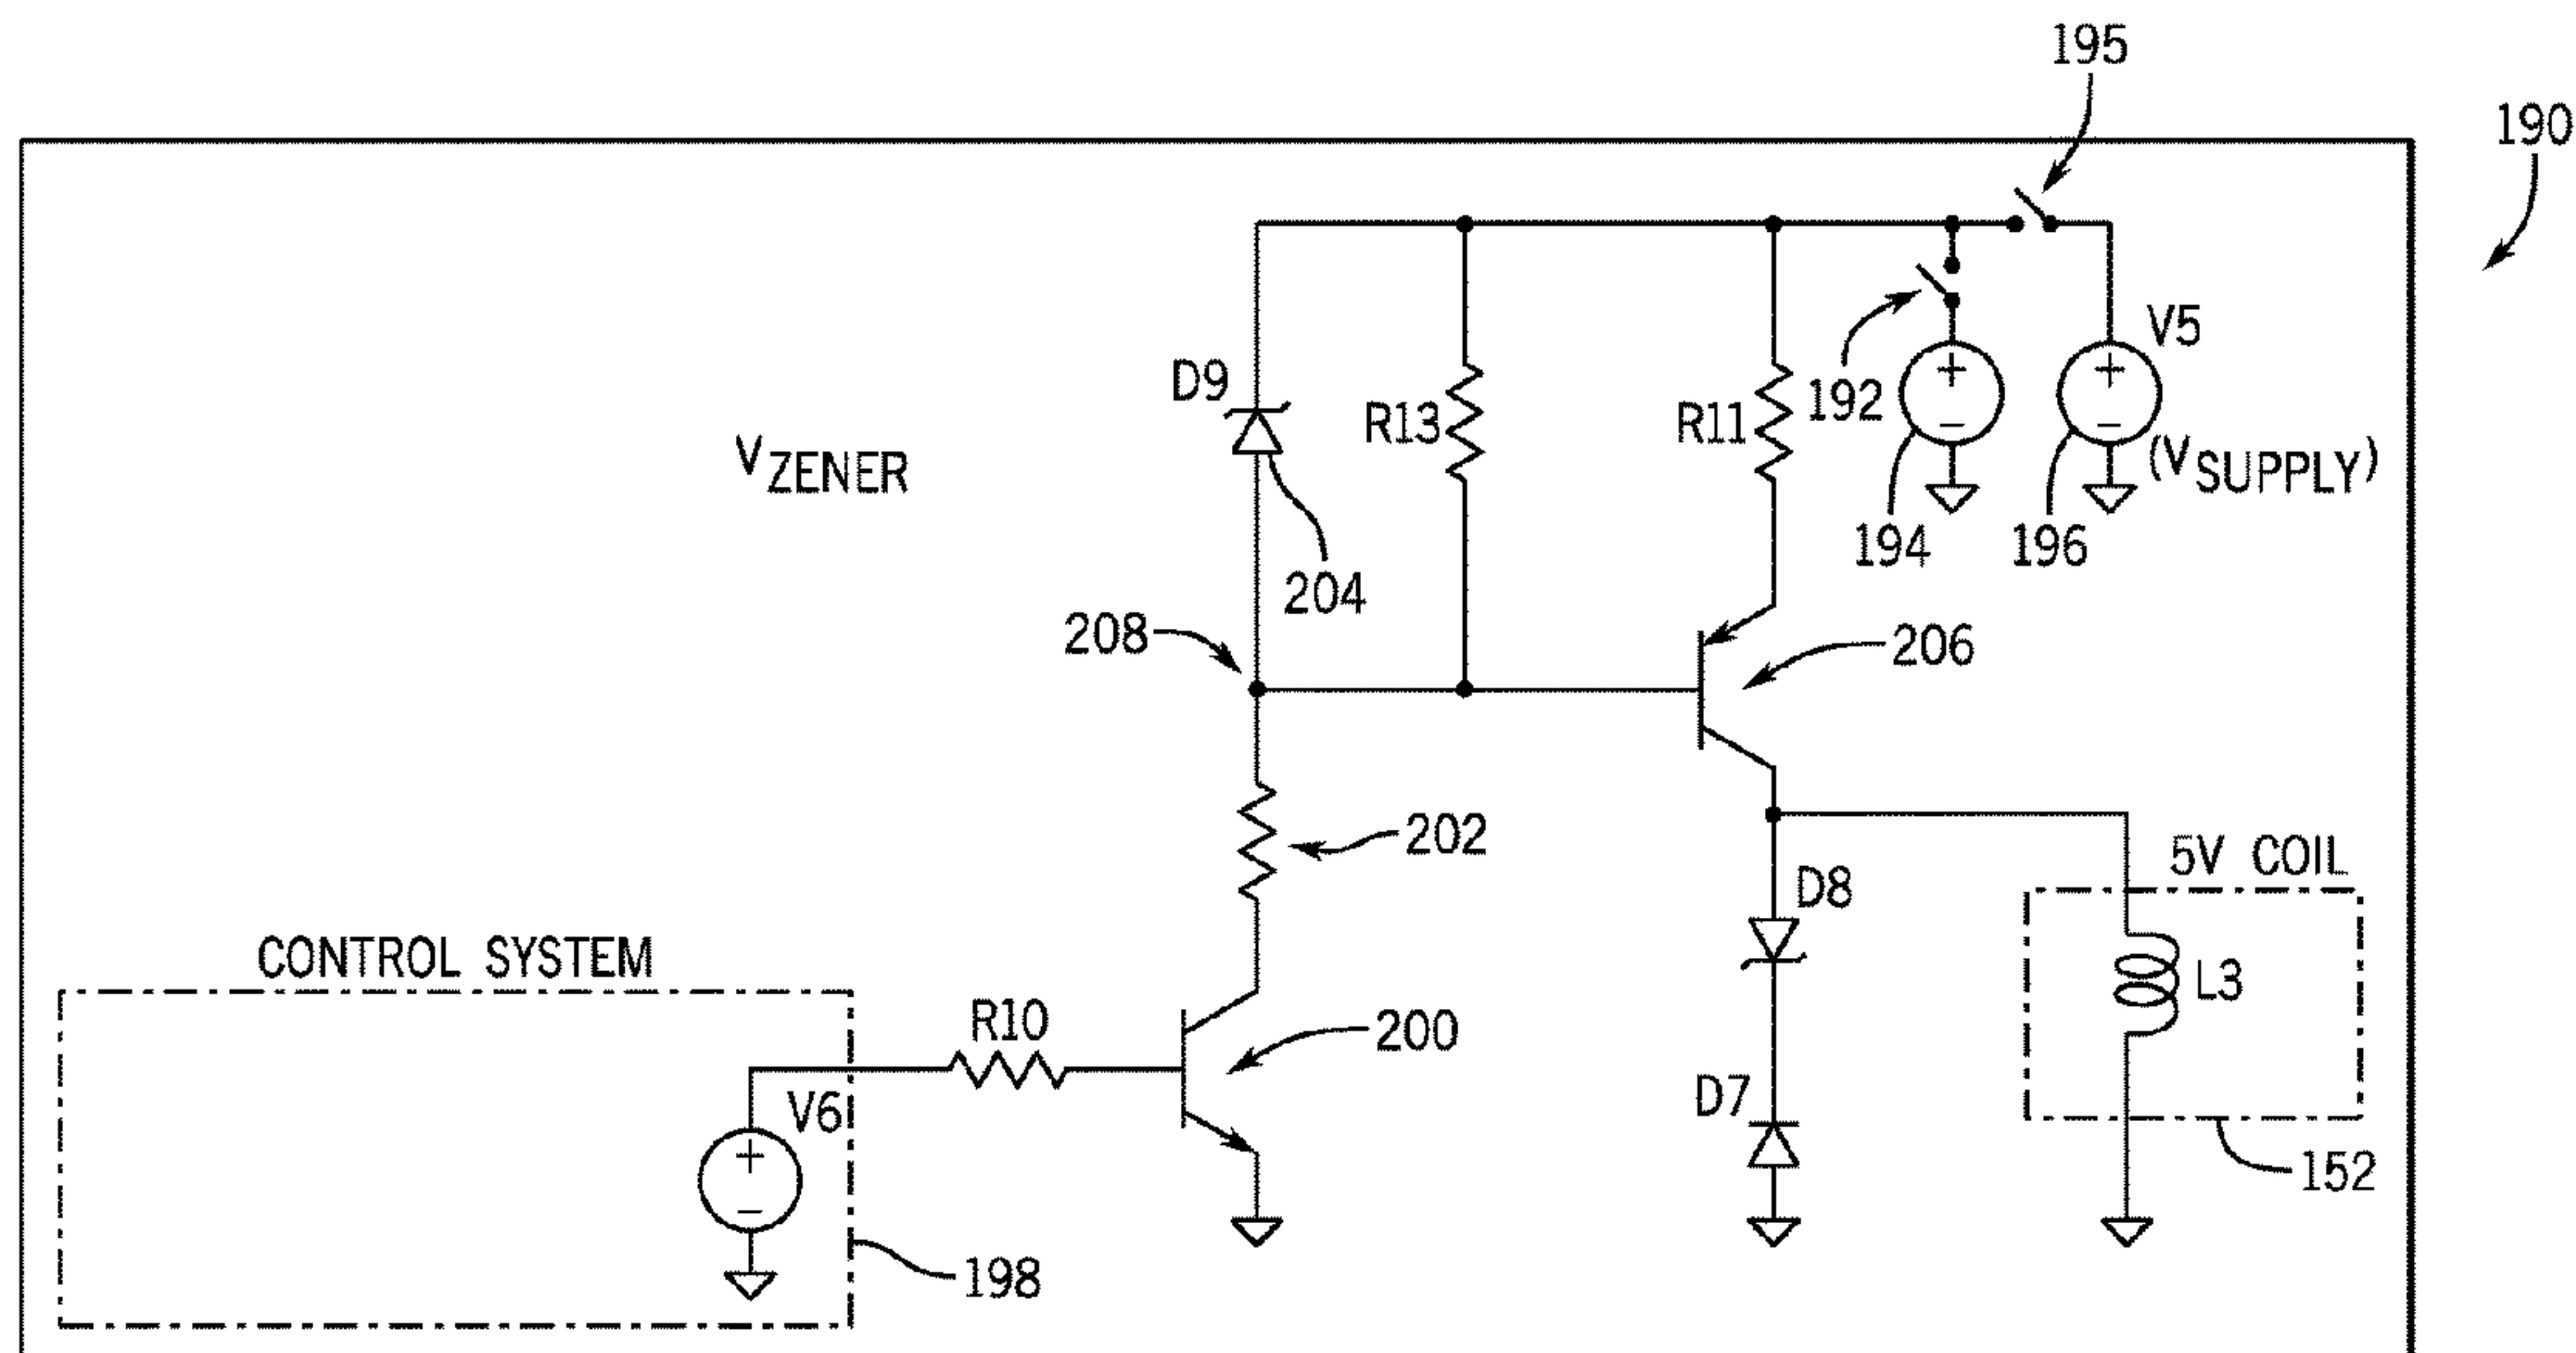 195
190
D9
R13
R11
192
V5
VZENER
(VSUPPLY)
194
196
204
208
206
202
5V COIL
D8
CONTROL SYSTEM
L3
R10
200
V6
D7
152
198